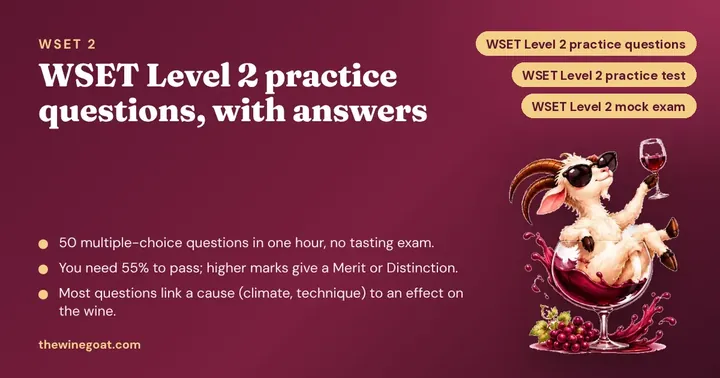 WSET 2
WSET Level 2 practice
questions, with answers
WSET Level 2 practice questions
WSET Level 2 practice test
WSET Level 2 mock exam
50 multiple-choice questions in one hour, no tasting exam.
You need 55% to pass; higher marks give a Merit or Distinction.
Most questions link a cause (climate, technique) to an effect on
the wine.
thewinegoat.com